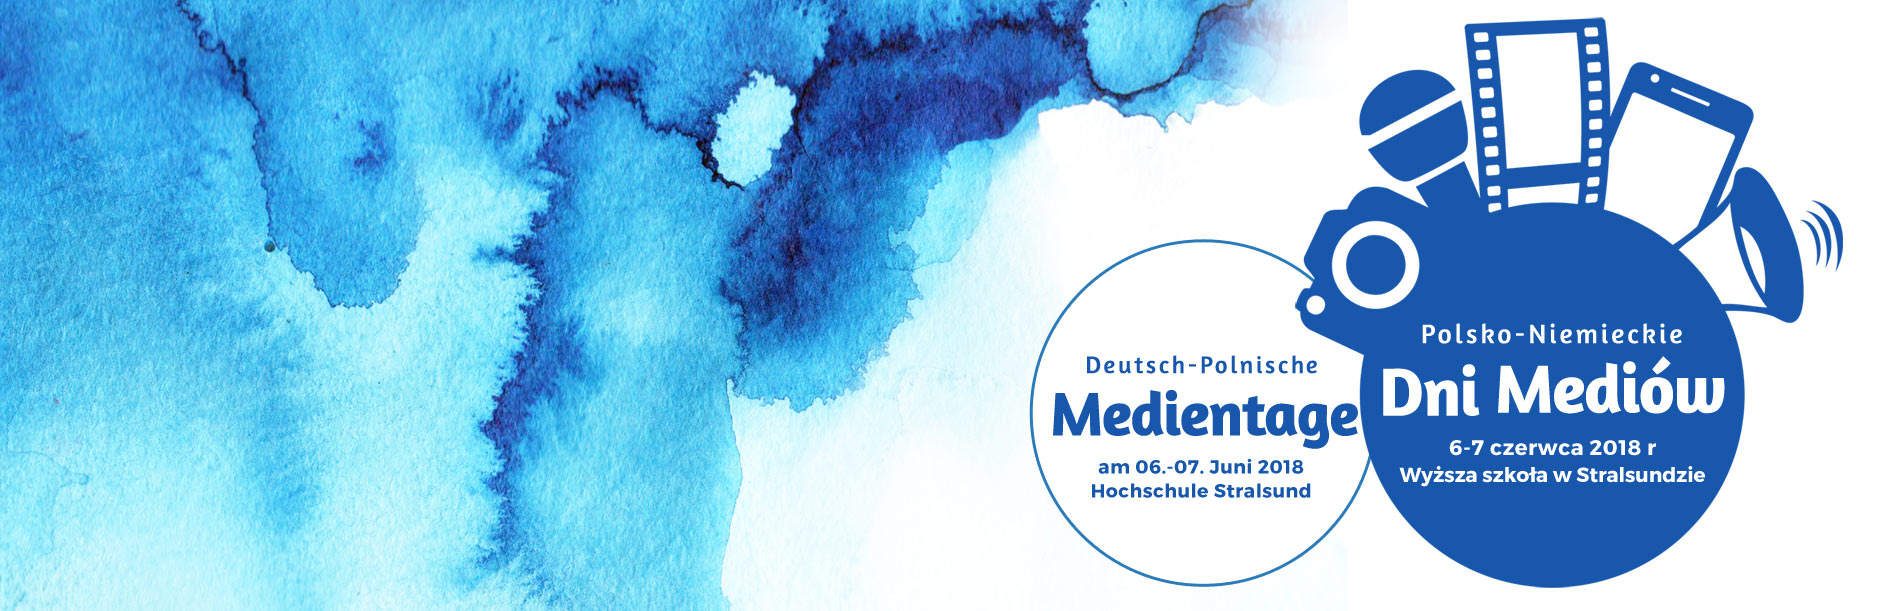 Deutsch-Polnische
Medientage
am 06.-07. Juni 2018
Hochschule Stralsund
Polsko-Niemieckie
Dni Mediów
6-7 czerwca 2018 r
Wyższa szkoła w Stralsundzie